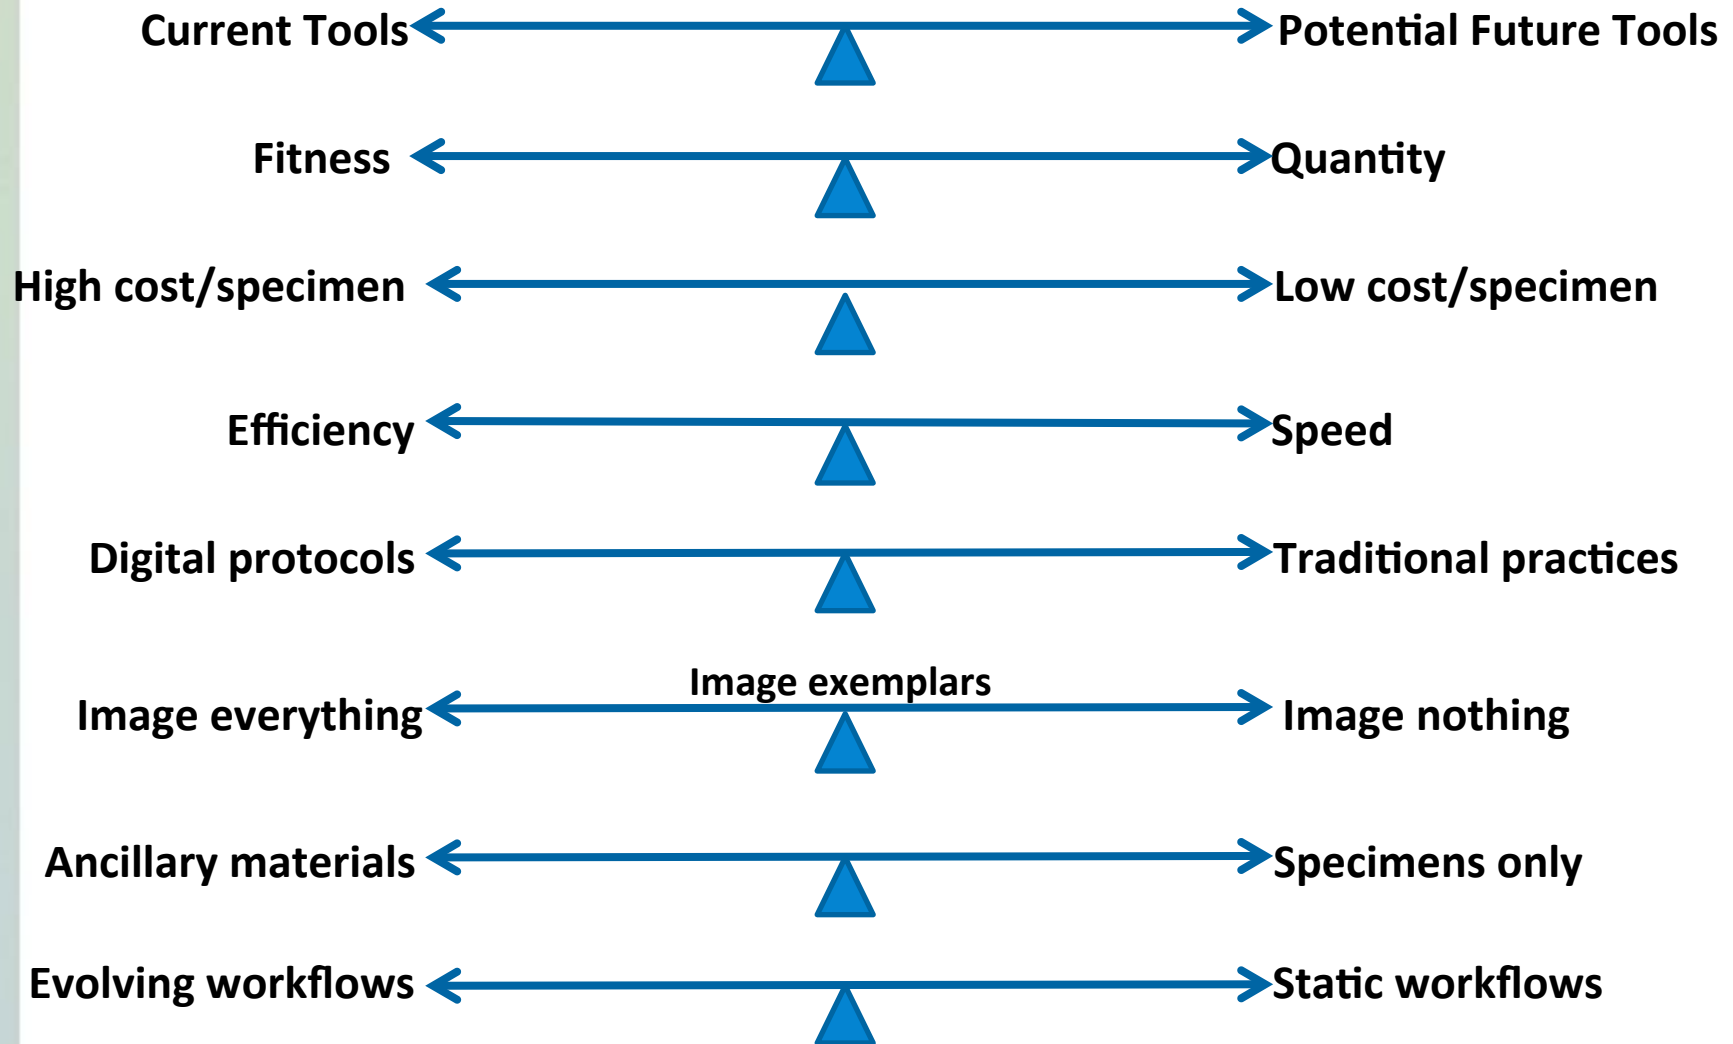 Current Tools Potential Future Tools
Fitness Quantity
High cost/specimen Low cost/specimen
Efficiency Speed
Digital protocols Traditional practices
Image exemplars
Image everything Image nothing
Ancillary materials Specimens only
Evolving workflows Static workflows